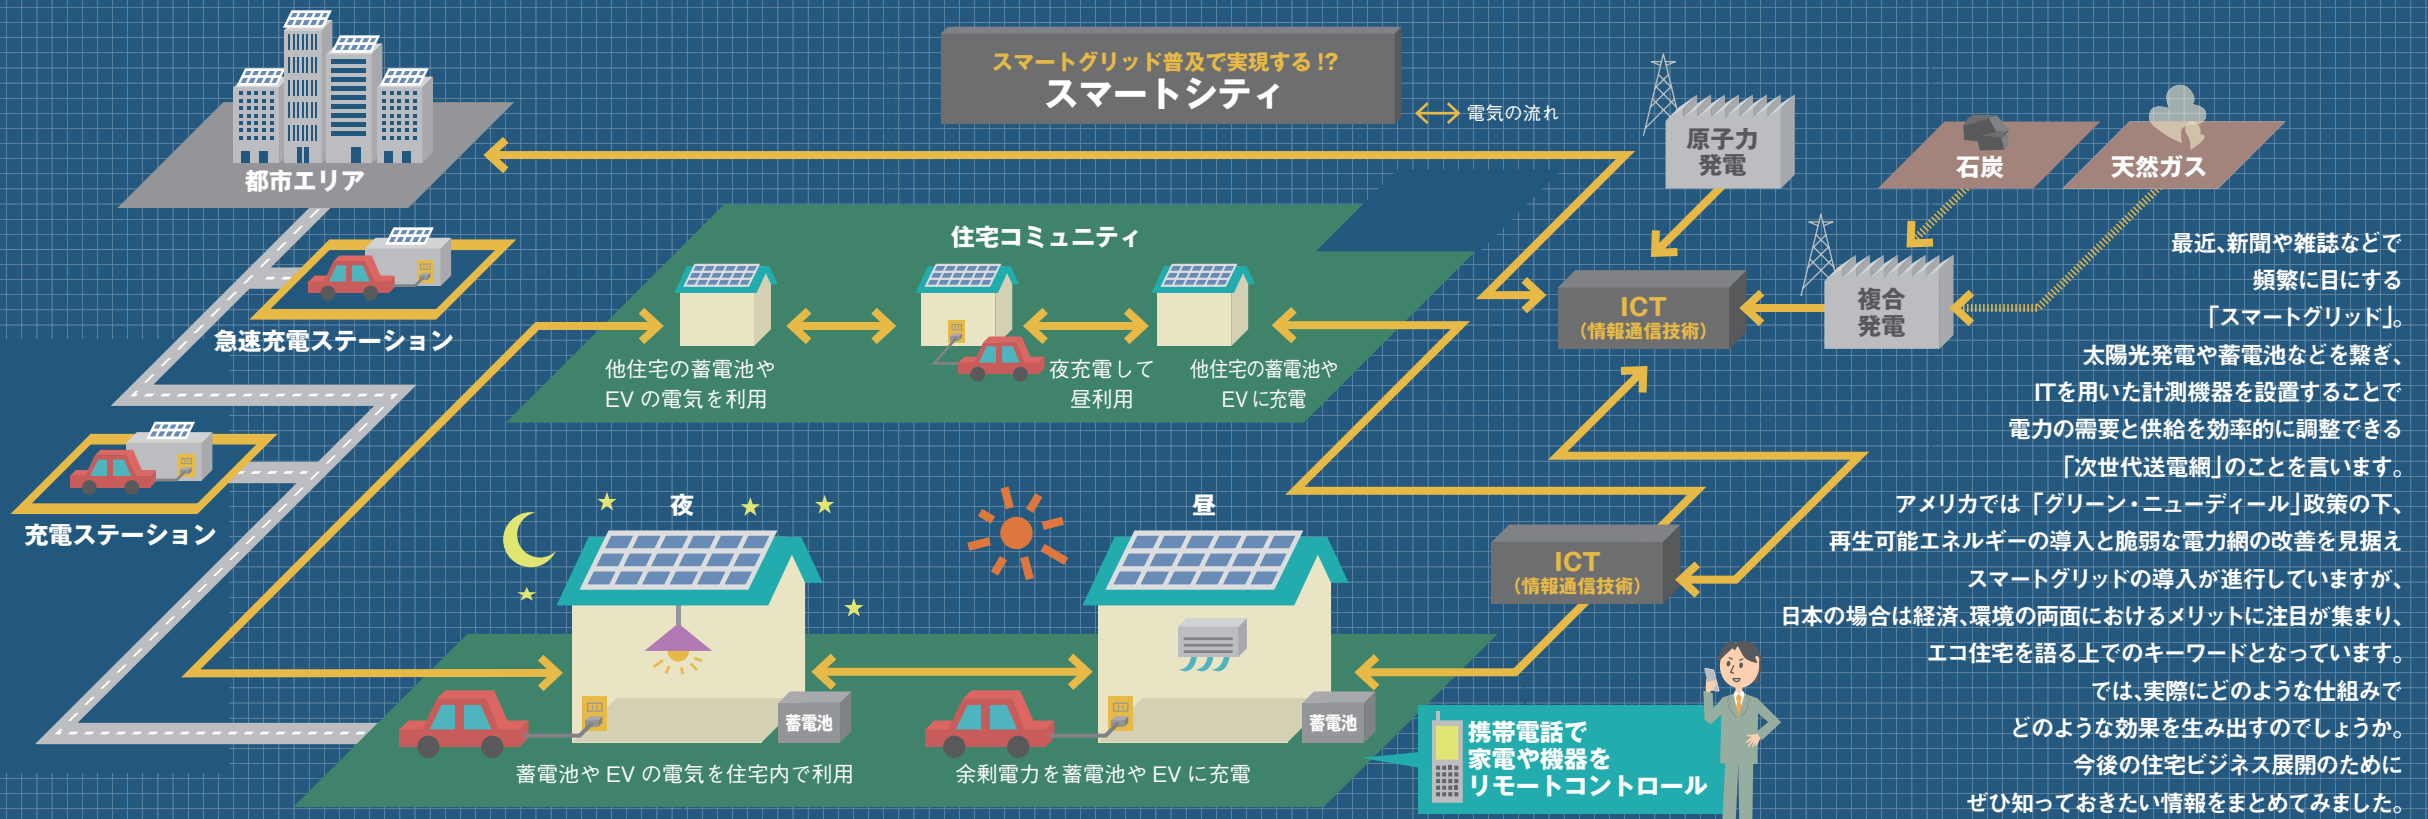 スマートグリッド普及で実現する!?
スマートシティ
電気の流れ
都市エリア
急速充電ステーション
充電ステーション
住宅コミュニティ
他住宅の蓄電池や
EVの電気を利用
夜充電して
昼利用
他住宅の蓄電池や
EVに充電
原子力
発電
石炭
天然ガス
複合
発電
ICT
(情報通信技術)
ICT
(情報通信技術)
夜
昼
蓄電池
蓄電池
蓄電池やEVの電気を住宅内で利用
余剰電力を蓄電池やEVに充電
携帯電話で
家電や機器を
リモートコントロール
最近、新聞や雑誌などで
頻繁に目にする
「スマートグリッド」。
太陽光発電や蓄電池などを繋ぎ、
ITを用いた計測機器を設置することで
電力の需要と供給を効率的に調整できる
「次世代送電網」のことを言います。
アメリカでは「グリーン・ニューディール」政策の下、
再生可能エネルギーの導入と脆弱な電力網の改善を見据え
スマートグリッドの導入が進行していますが、
日本の場合は経済、環境の両面におけるメリットに注目が集まり、
エコ住宅を語る上でのキーワードとなっています。
では、実際にどのような仕組みで
どのような効果を生み出すのでしょうか。
今後の住宅ビジネス展開のために
ぜひ知っておきたい情報をまとめてみました。